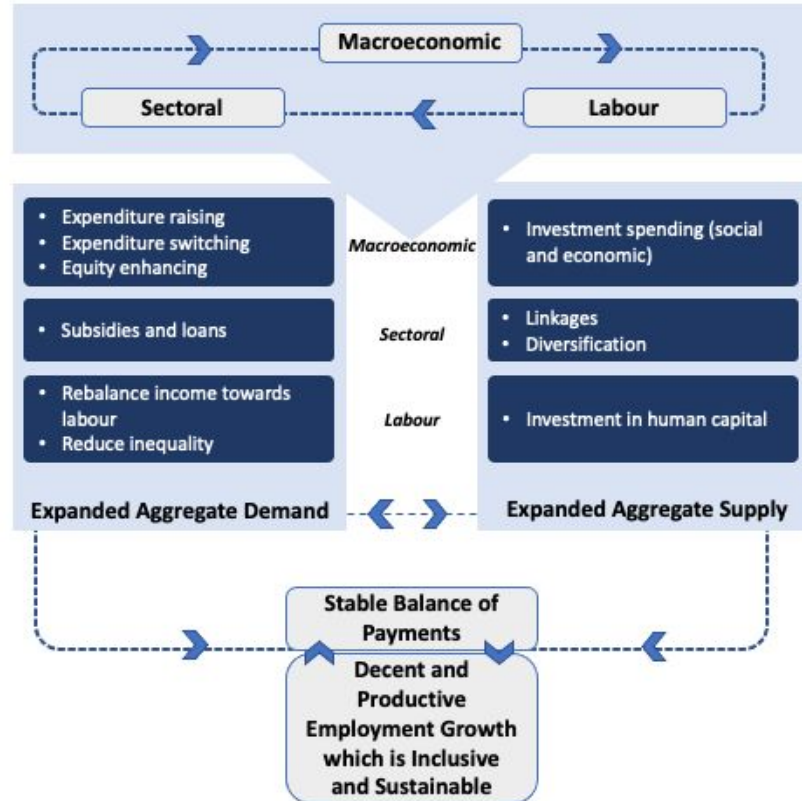 Macroeconomic
Sectoral
Labour
• Expenditure raising
• Expenditure switching
• Equity enhancing
Macroeconomic
• Investment spending (social
and economic)
• Subsidies and loans
Sectoral
• Linkages
• Diversification
• Rebalance income towards
labour
• Reduce inequality
Labour
• Investment in human capital
Expanded Aggregate Demand
Expanded Aggregate Supply
Stable Balance of
Payments
Decent and
Productive
Employment Growth
which is Inclusive
and Sustainable